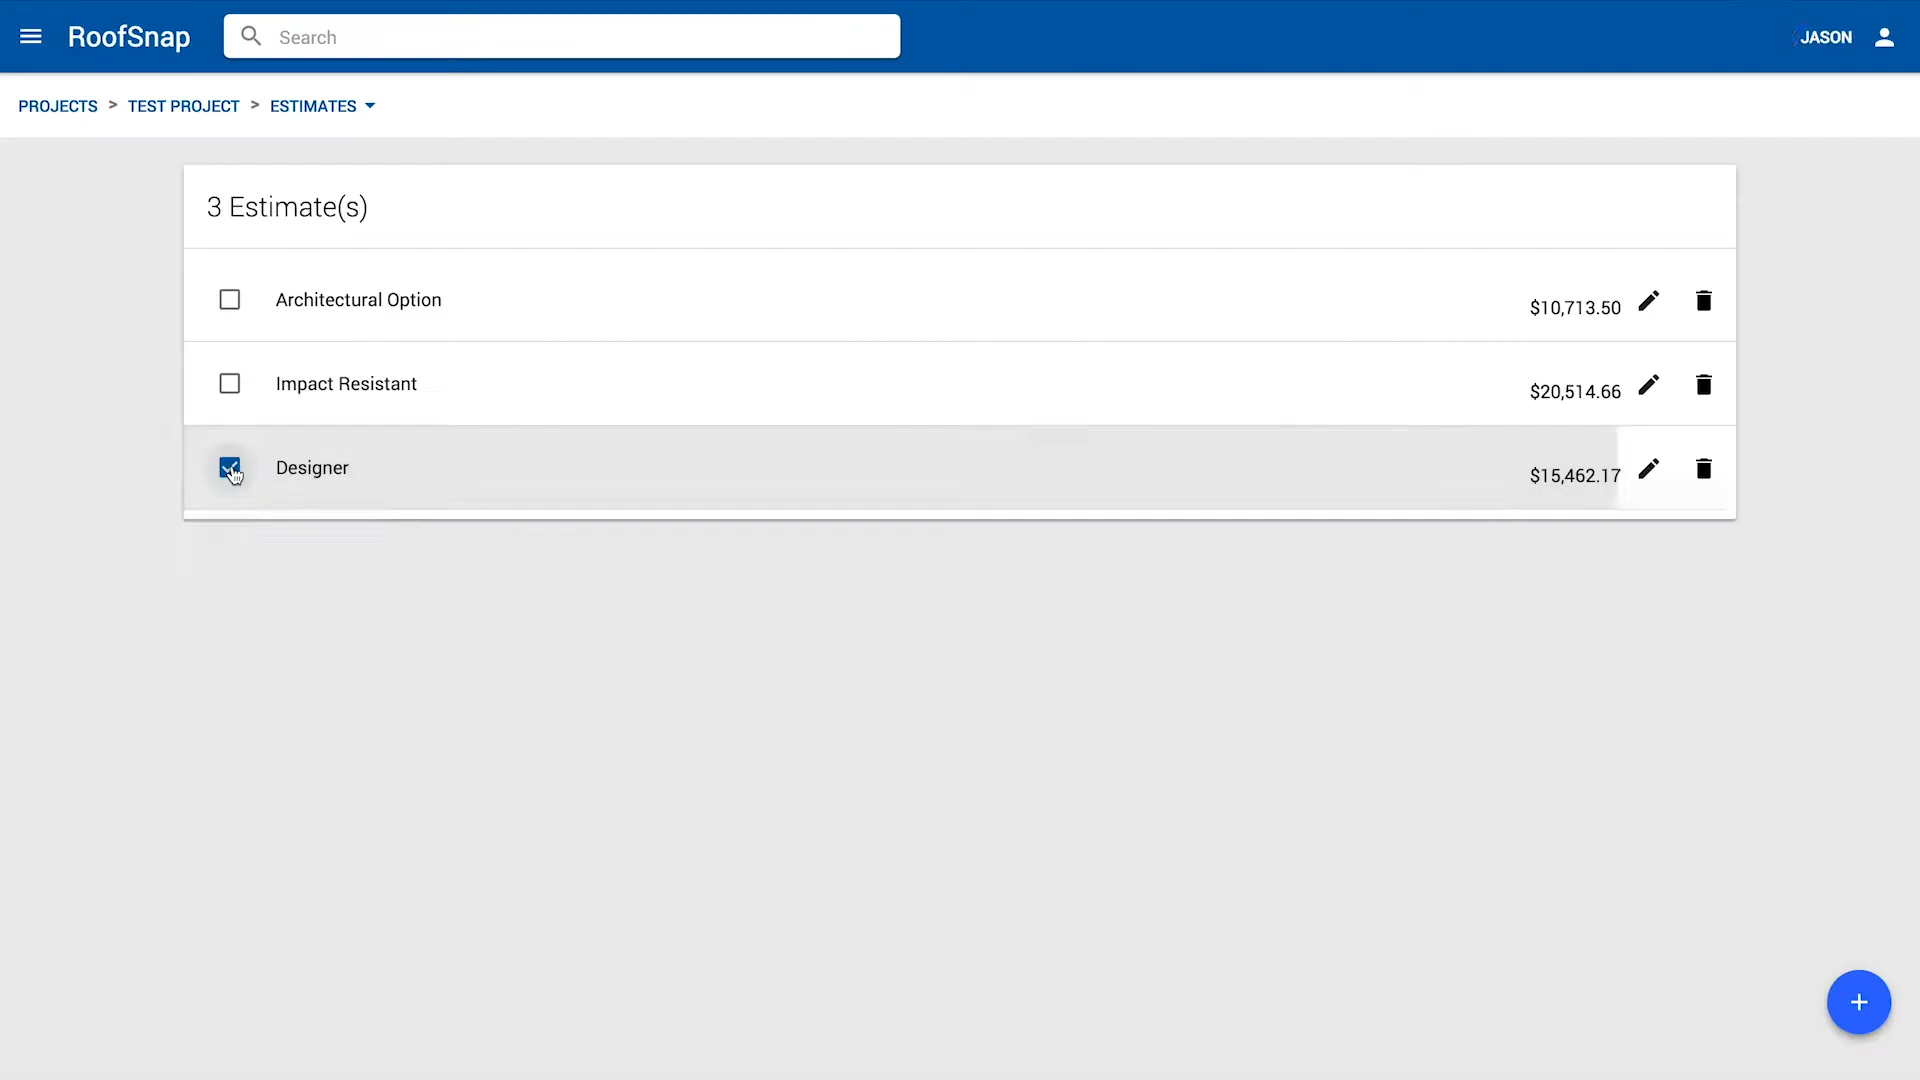 RoofSnap
Search
JASON
PROJECTS > TEST PROJECT > ESTIMATES
3 Estimate(s)
Architectural Option
$10,713.50
Impact Resistant
$20,514.66
Designer
$15,462.17